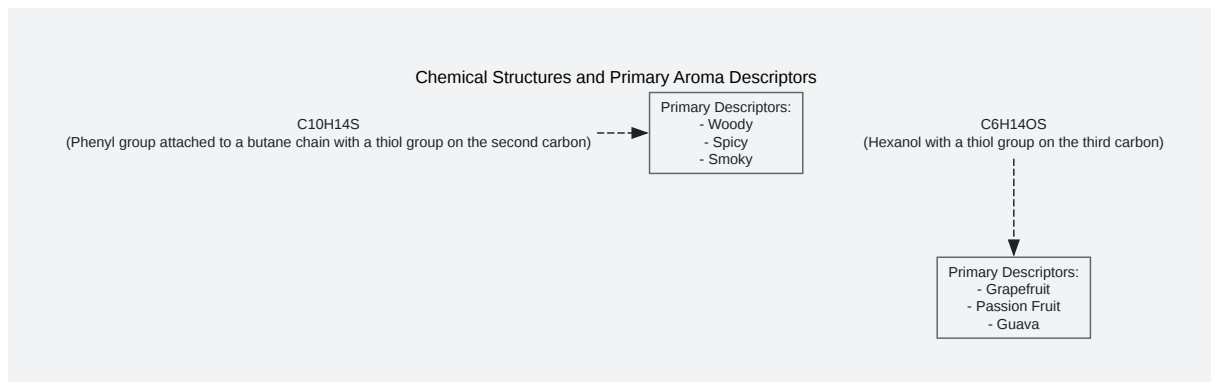 Chemical Structures and Primary Aroma Descriptors
C10H14S
(Phenyl group attached to a butane chain with a thiol group on the second carbon)
Primary Descriptors:
- Woody
- Spicy
- Smoky
C6H14OS
(Hexanol with a thiol group on the third carbon)
Primary Descriptors:
- Grapefruit
- Passion Fruit
- Guava